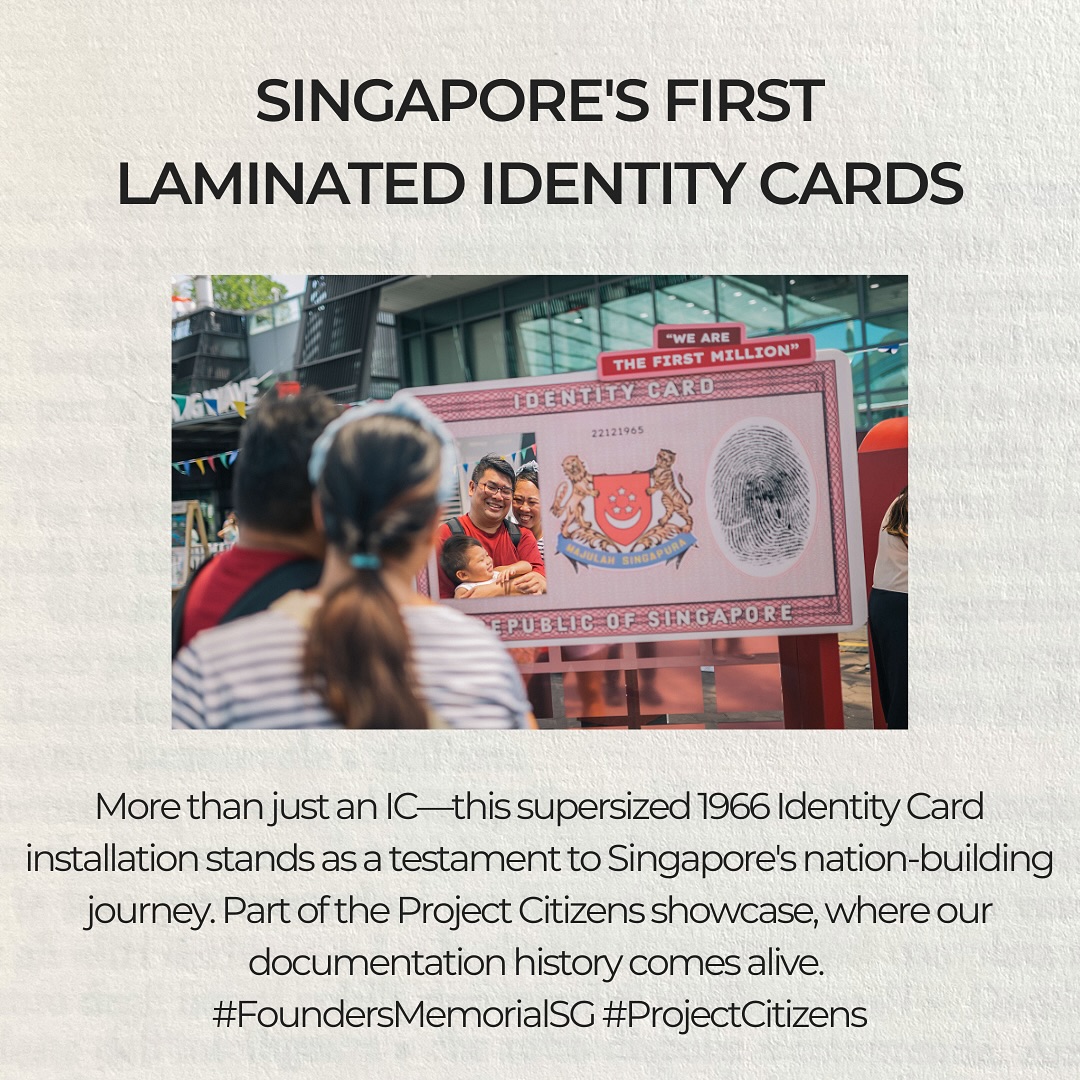 SINGAPORE'S FIRST
LAMINATED IDENTITY CARDS
"WE ARE
THE FIRST MILLION"
IDENTITY CARD
22121965
MAJULAH SINGAPURA
REPUBLIC OF SINGAPORE
More than just an IC—this supersized 1966 Identity Card
installation stands as a testament to Singapore's nation-building
journey. Part of the Project Citizens showcase, where our
documentation history comes alive.
#FoundersMemorialSG #ProjectCitizens